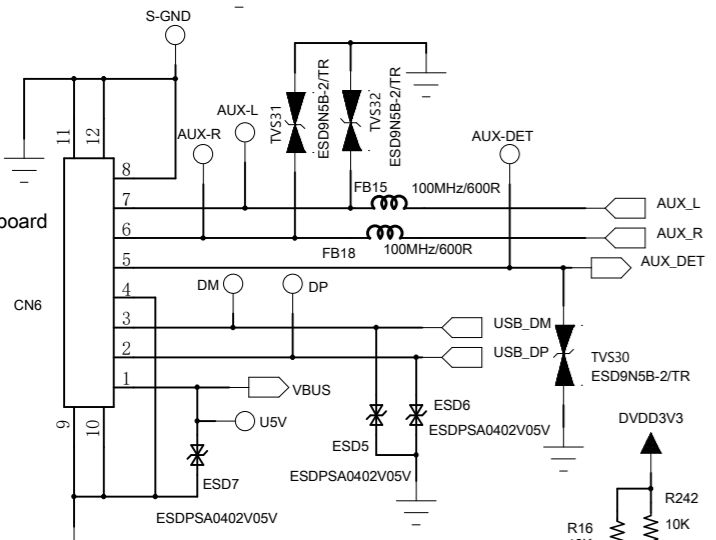 S-GND
TVS31
ESD9N5B-2/TR
TVS32
ESD9N5B-2/TR
AUX-R
AUX-L
AUX-DET
11
12
8
7
FB15
100MHz/600R
AUX_L
board
6
FB18
100MHz/600R
AUX_R
5
AUX_DET
CN6
4
DM
DP
3
USB_DM
2
USB_DP
TVS30
ESD9N5B-2/TR
1
VBUS
U5V
9
10
ESD7
ESDPSA0402V05V
ESD5
ESDPSA0402V05V
ESD6
ESDPSA0402V05V
DVDD3V3
R242
10K
R16